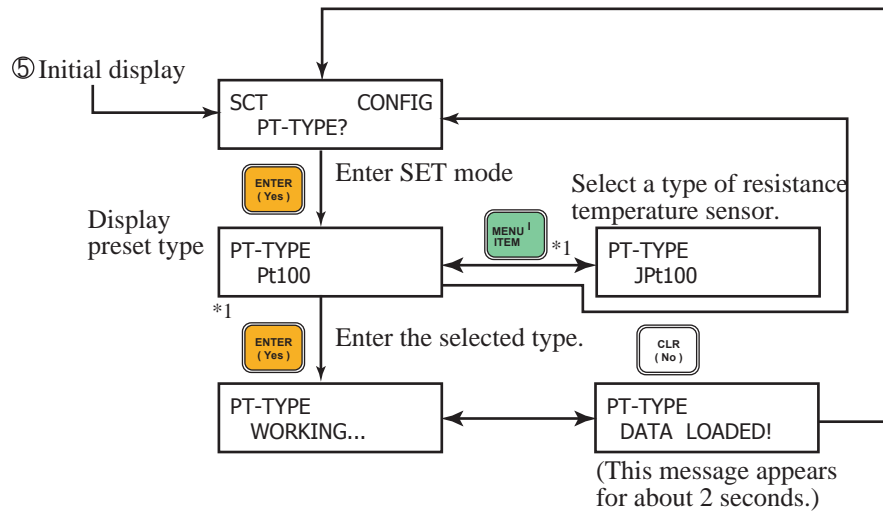 ⑤Initial display
SCT CONFIG
PT-TYPE?
ENTER
( Yes )
Enter SET mode
Display
preset type
Select a type of resistance
temperature sensor.
MENU I
ITEM
*1
PT-TYPE
Pt100
PT-TYPE
JPt100
*1
ENTER
( Yes )
Enter the selected type.
CLR
( No )
PT-TYPE
WORKING...
PT-TYPE
DATA LOADED!
(This message appears
for about 2 seconds.)